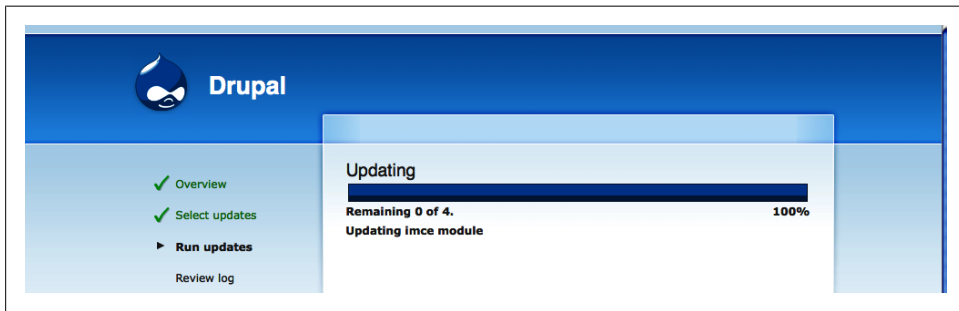 Drupal
Overview
Select updates
Run updates
Review log
Updating
Remaining 0 of 4. 100%
Updating imce module